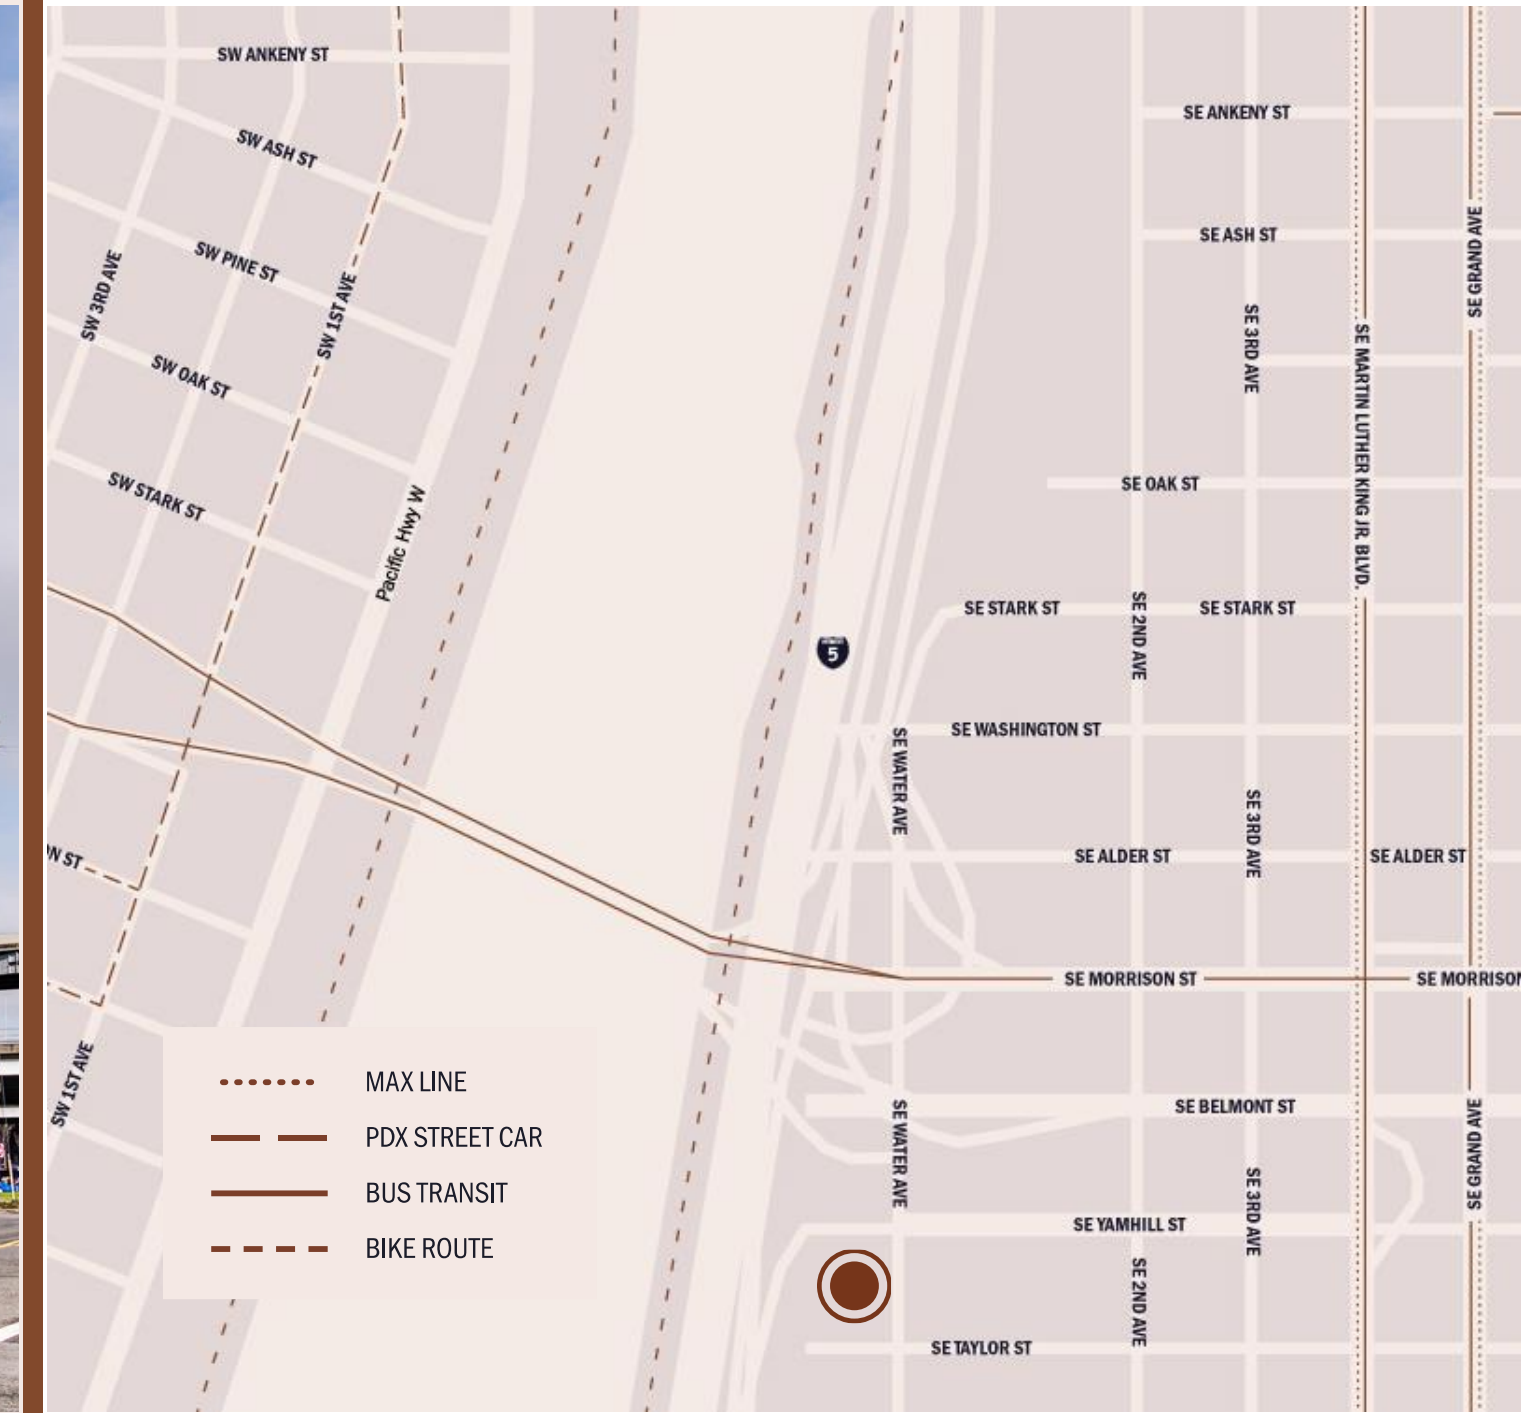 SW ANKENY ST
SE ANKENY ST
SW ASH ST
SE ASH ST
SE GRAND AVE
SW PINE ST
SW 3RD AVE
SW 1ST AVE
SE 3RD AVE
SW OAK ST
SE MARTIN LUTHER KING JR. BLVD.
SW STARK ST
SE OAK ST
Pacific Hwy W
SE STARK ST
SE STARK ST
SE 2ND AVE
5
SE WASHINGTON ST
SE WATER AVE
SE 3RD AVE
ON ST
SE ALDER ST
SE ALDER ST
SE MORRISON ST
SE MORRISON
SW 1ST AVE
MAX LINE
PDX STREET CAR
BUS TRANSIT
BIKE ROUTE
SE BELMONT ST
SE WATER AVE
SE GRAND AVE
SE 3RD AVE
SE YAMHILL ST
SE 2ND AVE
SE TAYLOR ST